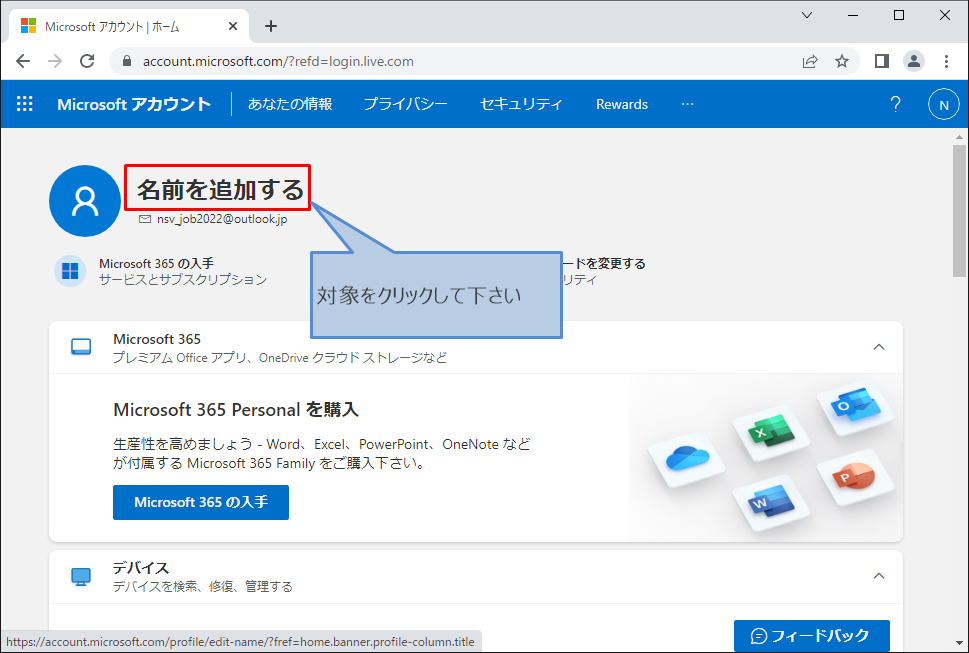 Microsoft アカウント | ホーム
account.microsoft.com/?refd=login.live.com
Microsoft アカウント
あなたの情報
プライバシー
セキュリティ
Rewards
···
?
N
名前を追加する
nsv_job2022@outlook.jp
Microsoft 365 の入手
サービスとサブスクリプション
ードを変更する
リティ
対象をクリックして下さい
Microsoft 365
プレミアム Office アプリ、OneDrive クラウド ストレージなど
Microsoft 365 Personal を購入
生産性を高めましょう - Word、Excel、PowerPoint、OneNote など
が付属する Microsoft 365 Family をご購入下さい。
Microsoft 365 の入手
O
X
P
W
デバイス
デバイスを検索、修復、管理する
フィードバック
https://account.microsoft.com/profile/edit-name/?fref=home.banner.profile-column.title